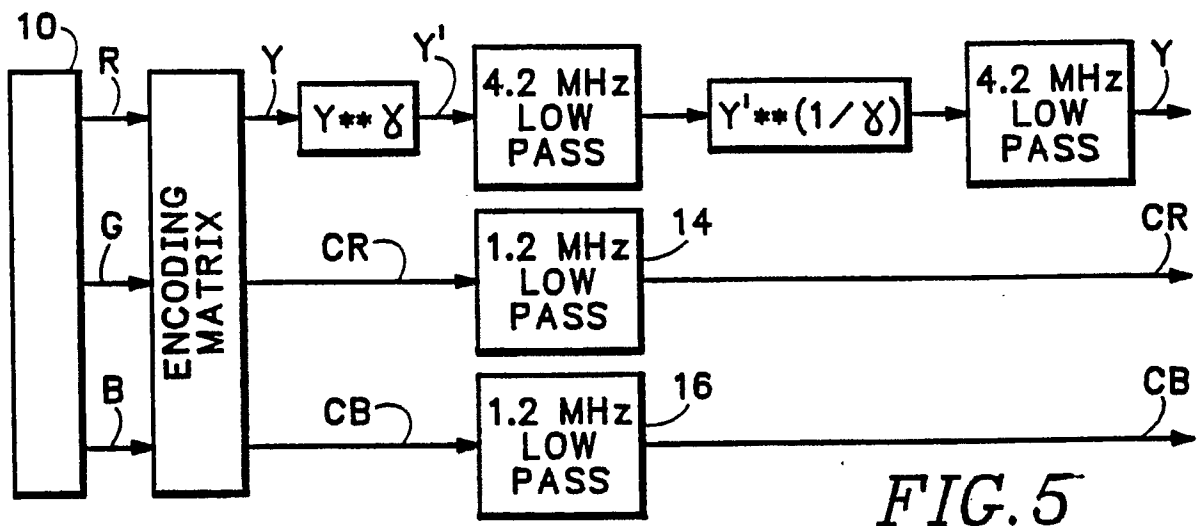 10
R
Y
Y'
Y** γ
4.2 MHz
LOW
PASS
Y'**(1/γ)
4.2 MHz
LOW
PASS
Y
G
ENCODING
MATRIX
CR
1.2 MHz
LOW
PASS
14
CR
B
CB
1.2 MHz
LOW
PASS
16
CB
FIG. 5